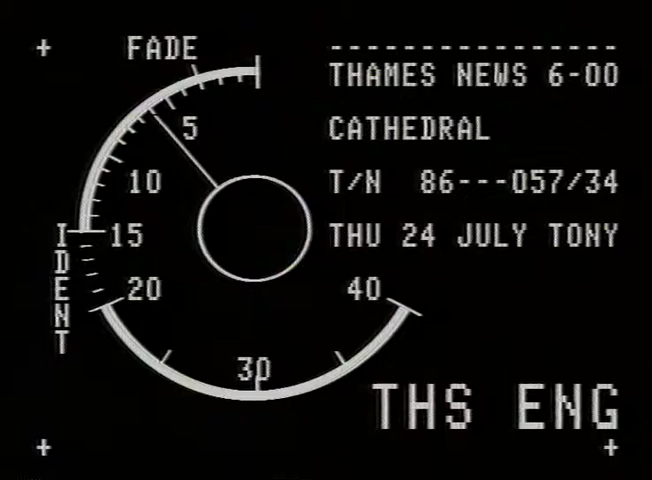 FADE
THAMES NEWS 6-00
CATHEDRAL
T/N 86---057/34
THU 24 JULY TONY
5
10
15
20
30
40
IDENT
THS ENG